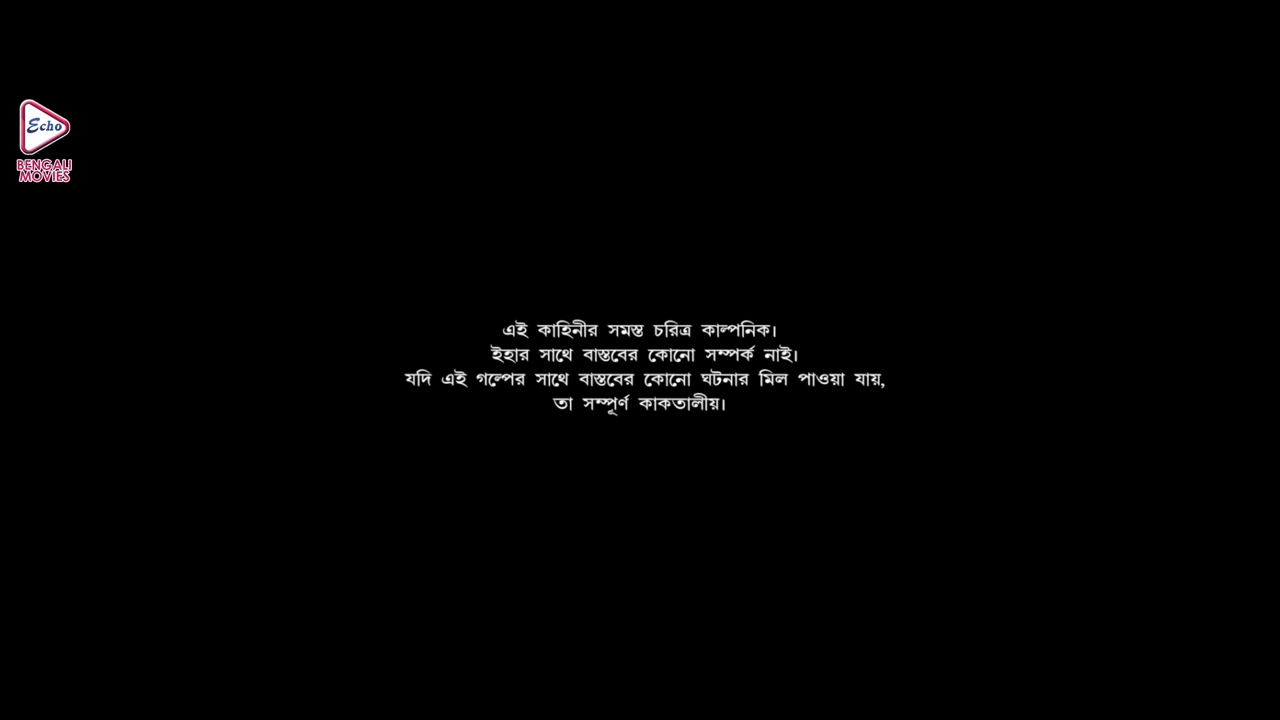 Echo
BENGALI
MOVIES
এই কাহিনীর সমস্ত চরিত্র কাল্পনিক।
ইহার সাথে বাস্তবের কোনো সম্পর্ক নাই।
যদি এই গল্পের সাথে বাস্তবের কোনো ঘটনার মিল পাওয়া যায়,
তা সম্পূর্ণ কাকতালীয়।